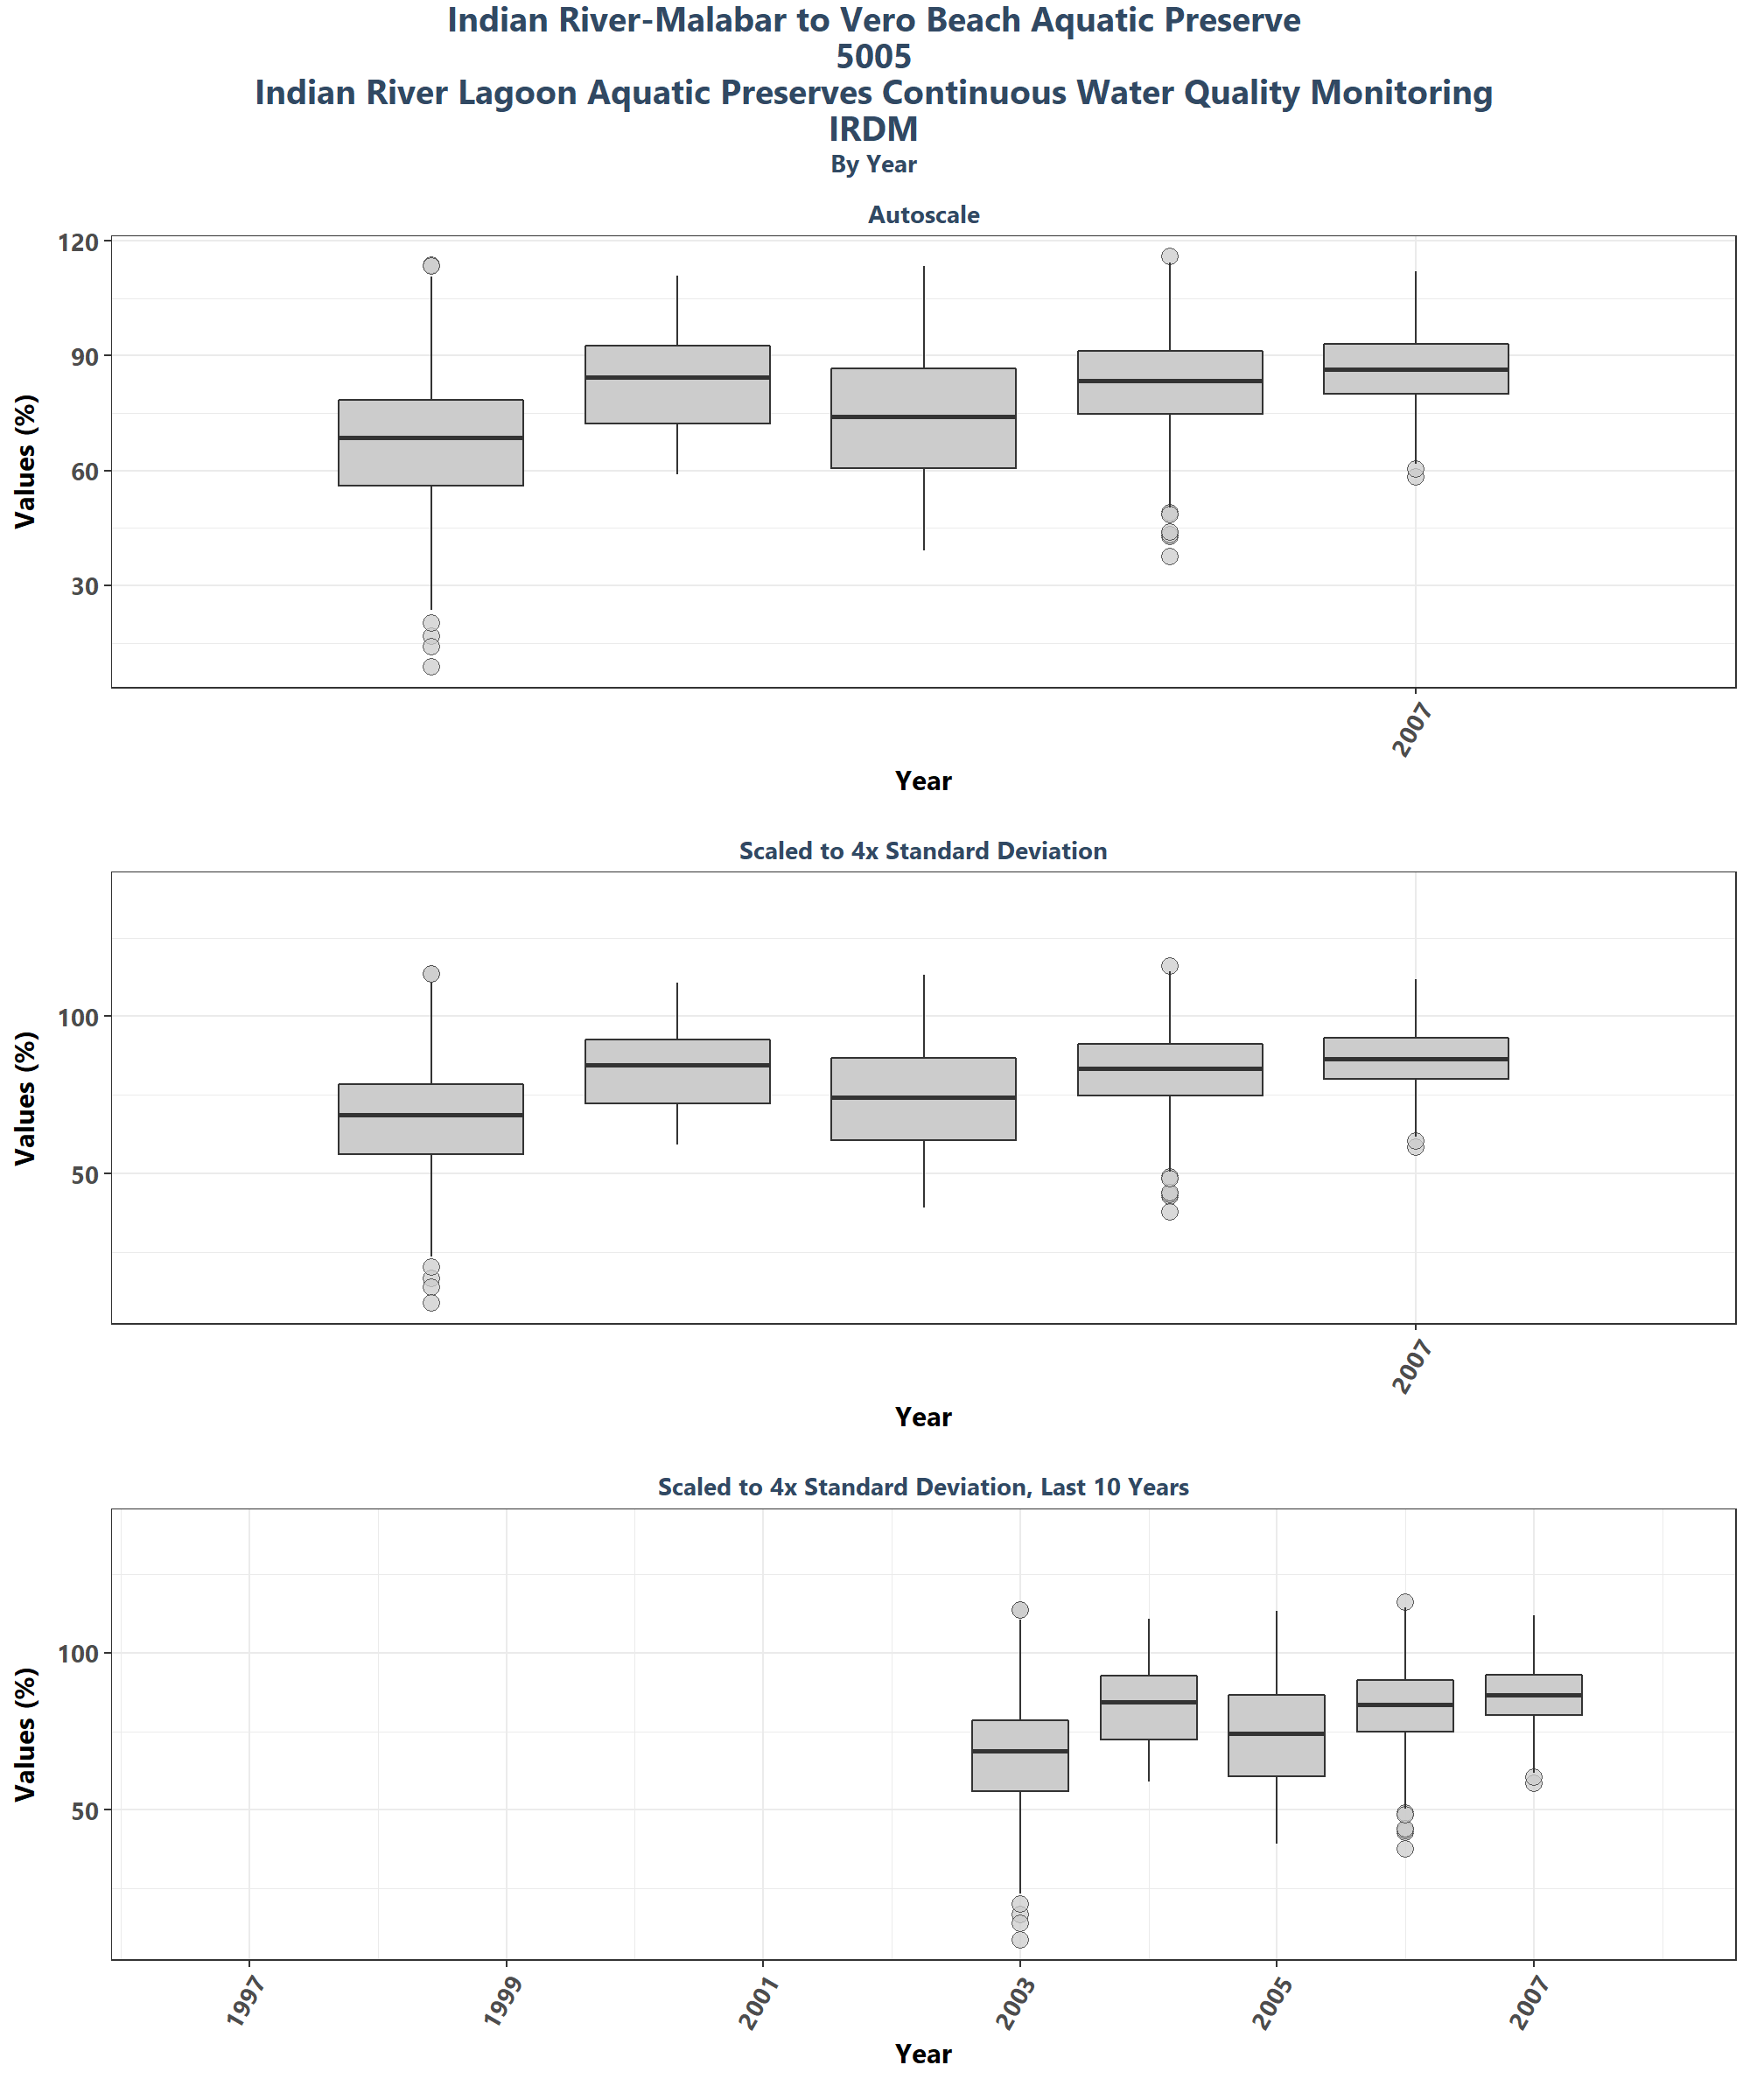 Indian River-Malabar to Vero Beach Aquatic Preserve
5005
Indian River Lagoon Aquatic Preserves Continuous Water Quality Monitoring
IRDM
By Year
Autoscale
120
90
60
30
Values (%)
2007
Year
Scaled to 4x Standard Deviation
100
50
Values (%)
2007
Year
Scaled to 4x Standard Deviation, Last 10 Years
100
50
Values (%)
1997 1999 2001 2003 2005 2007
Year